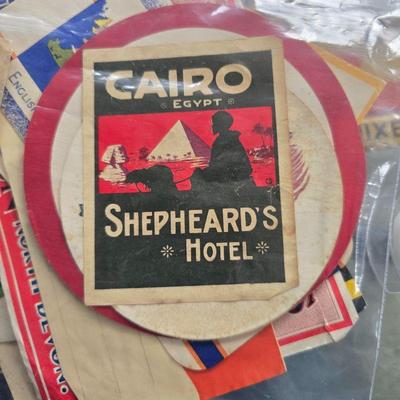 CAIRO
EGYPT
SHEPHEARD'S
HOTEL
ENGLISH
NORTH DEVON.